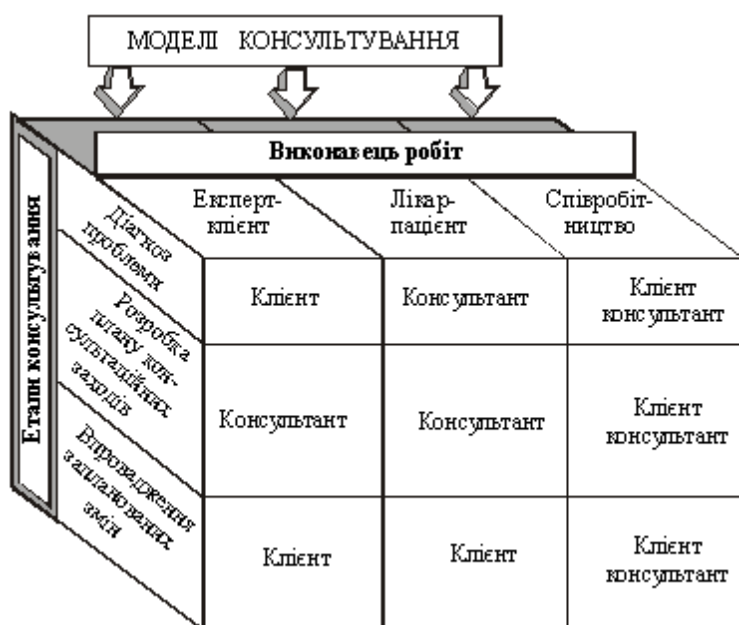 МОДЕЛІ КОНСУЛЬТУВАННЯ
Виконавець робіт
Експерт-
клієнт
Лікар-
пацієнт
Співробіт-
ництво
Етапи консультування
Діагноз
проблеми
Клієнт
Консультант
Клієнт
консультант
Розробка
плану кон-
сультаційних
заходів
Консультант
Консультант
Клієнт
консультант
Впровадження
запланованих
змін
Клієнт
Клієнт
Клієнт
консультант